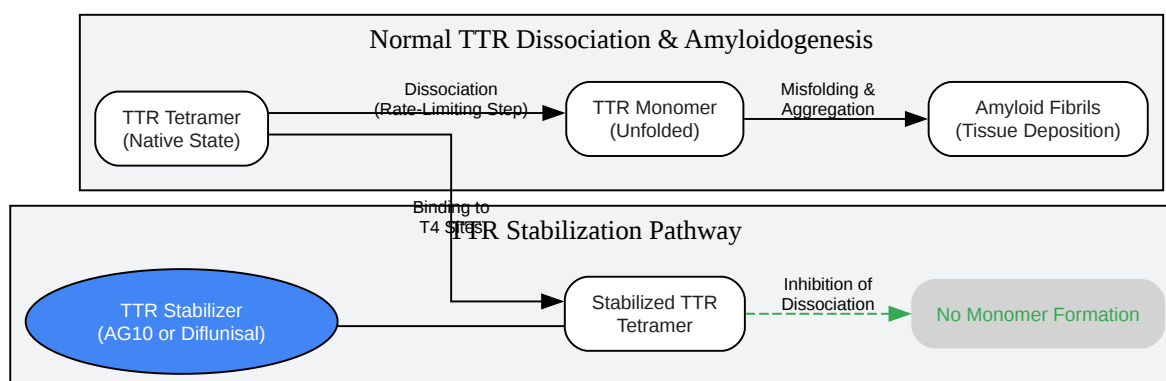 Normal TTR Dissociation & Amyloidogenesis
TTR Tetramer
(Native State)
Dissociation
(Rate-Limiting Step)
TTR Monomer
(Unfolded)
Misfolding &
Aggregation
Amyloid Fibrils
(Tissue Deposition)
Binding to
T4 Sites
TTR Stabilization Pathway
TTR Stabilizer
(AG10 or Diflunisal)
Stabilized TTR
Tetramer
Inhibition of
Dissociation
No Monomer Formation